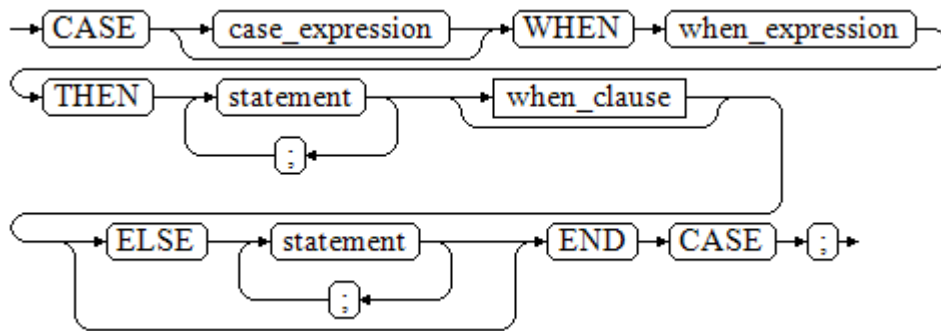 CASE case_expression WHEN when_expression
THEN statement when_clause
;
ELSE statement END CASE ;
;